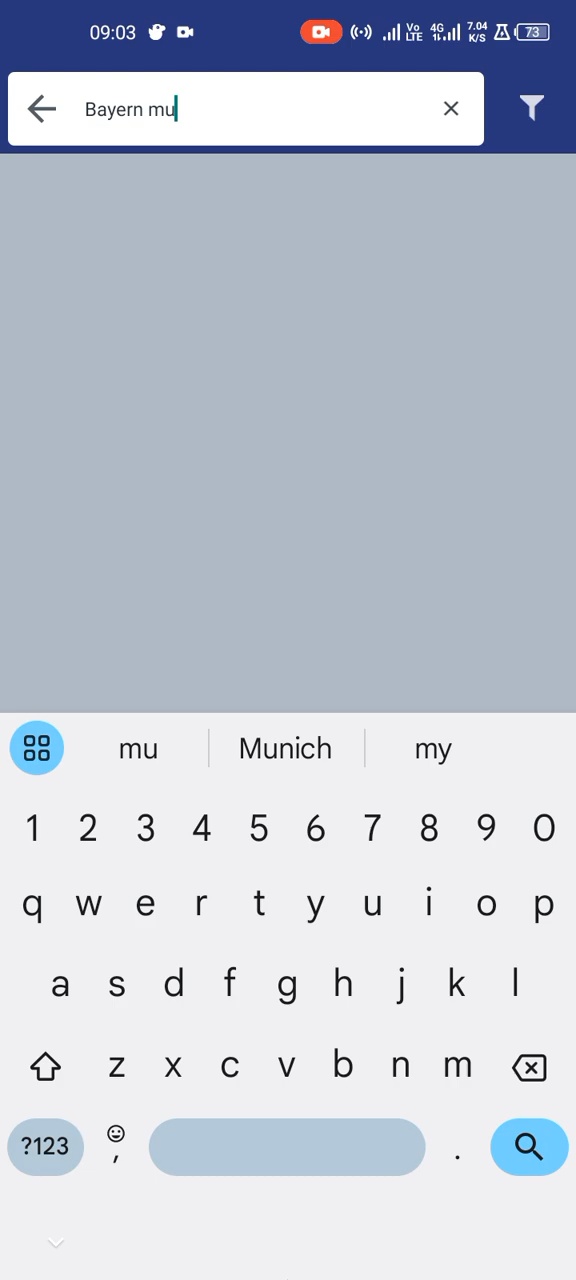 09:03 Vo LTE 4G 7.04 K/S 73
Bayern mu
mu Munich my
1 2 3 4 5 6 7 8 9 0
q w e r t y u i o p
a s d f g h j k l
z x c v b n m
?123 , .